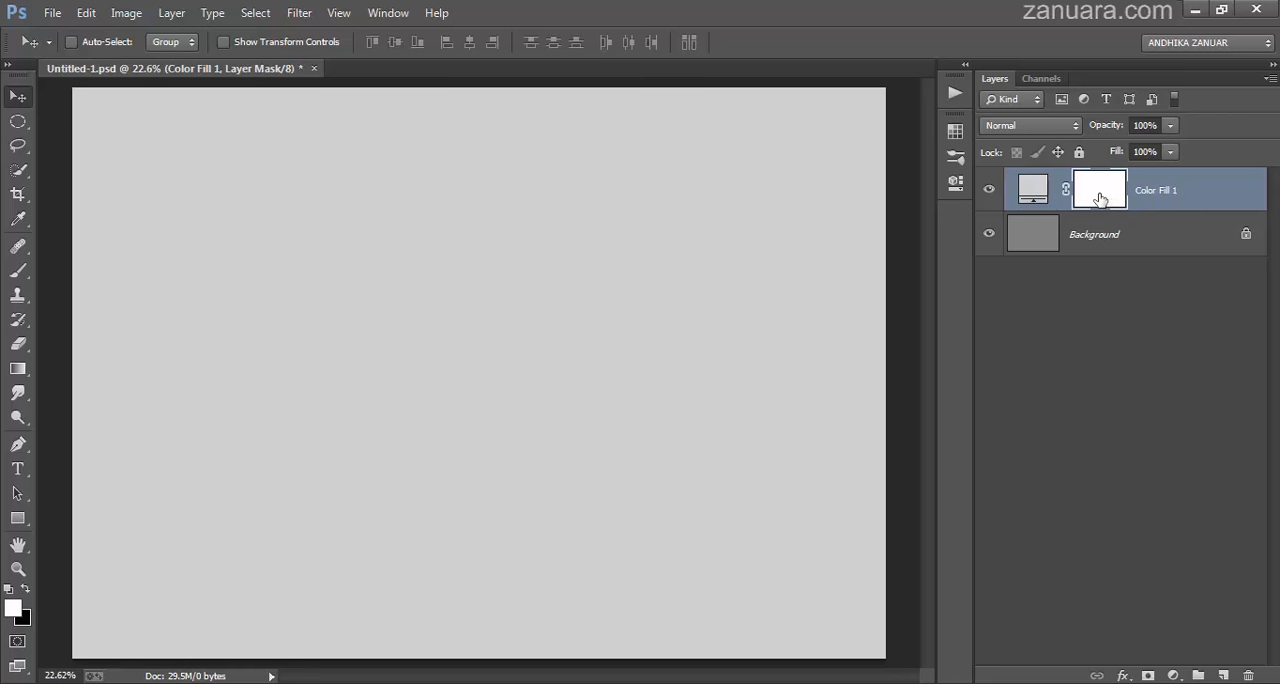 zanuara.com
Ps File Edit Image Layer Type Select Filter View Window Help
Auto-Select: Group Show Transform Controls ANDHIKA ZANUAR
Untitled-1.psd @ 22.6% (Color Fill 1, Layer Mask/8) * ×
Layers Channels
Kind T
Normal Opacity: 100%
Lock: Fill: 100%
Color Fill 1
Background
T
22.62% Doc: 29.5M/0 bytes
fx